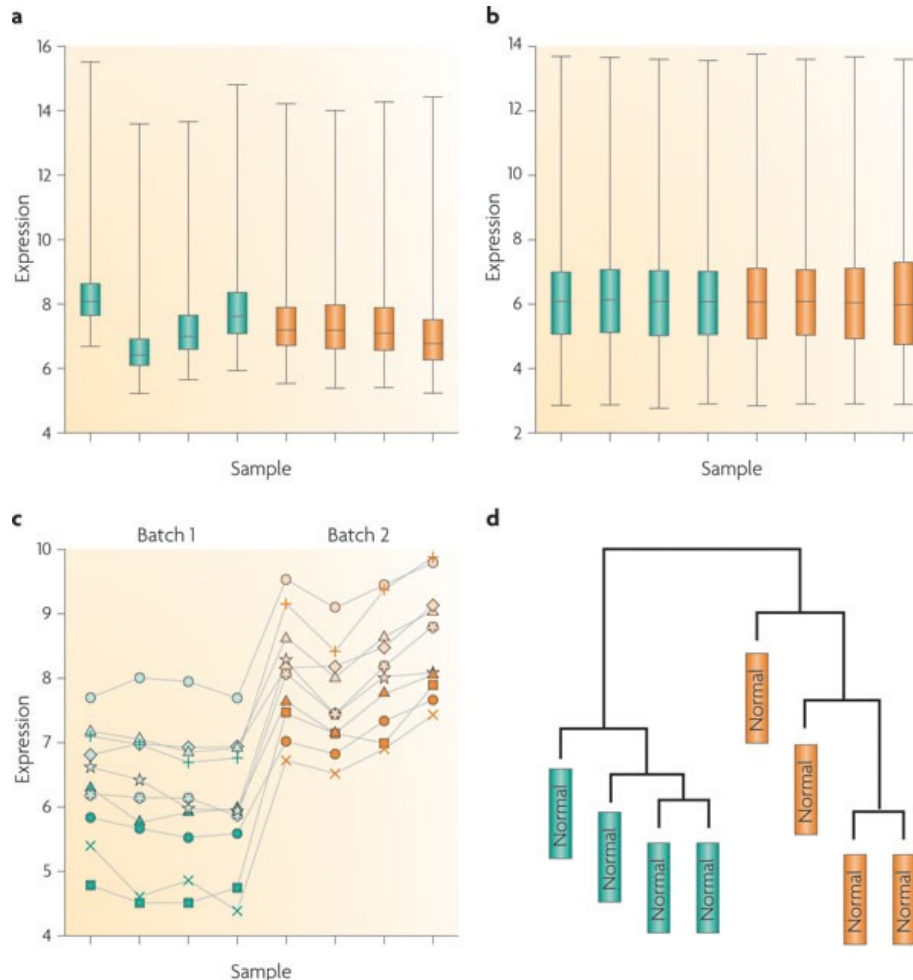 a
16
14
12
10
8
6
4
Expression
Sample
b
14
12
10
8
6
4
2
Expression
Sample
c
Batch 1
Batch 2
10
9
8
7
6
5
4
Expression
Sample
d
Normal
Normal
Normal
Normal
Normal
Normal
Normal
Normal